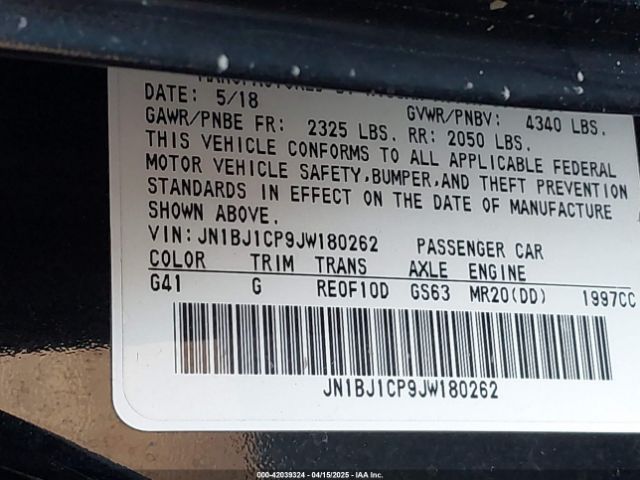 DATE: 5/18 GVWR/PNBV: 4340 LBS.
GAWR/PNBE FR: 2325 LBS. RR: 2050 LBS.
THIS VEHICLE CONFORMS TO ALL APPLICABLE FEDERAL
MOTOR VEHICLE SAFETY,BUMPER,AND THEFT PREVENTION
STANDARDS IN EFFECT ON THE DATE OF MANUFACTURE
SHOWN ABOVE.
VIN:JN1BJ1CP9JW180262 PASSENGER CAR
COLOR TRIM TRANS AXLE ENGINE
G41 G RE0F10D GS63 MR20(DD) 1997CC
JN1BJ1CP9JW180262
000-42039324 - 04/15/2025 - IAA Inc.